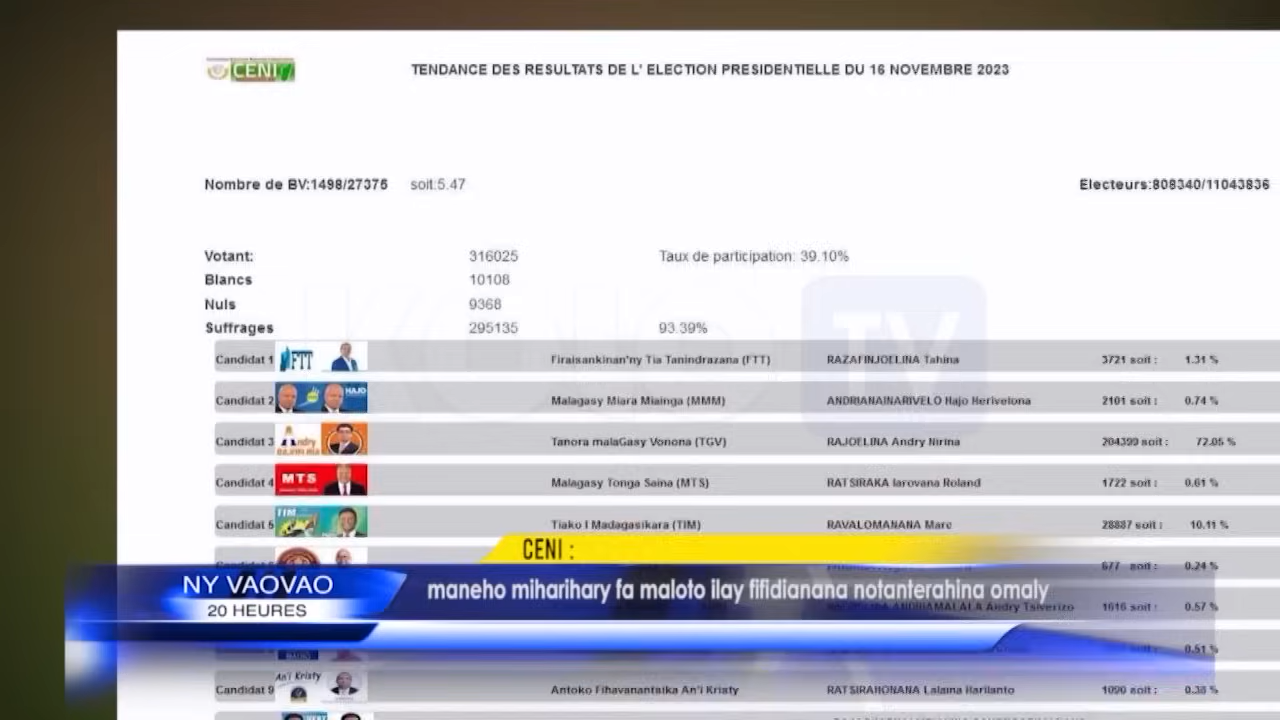 CENI
TENDANCE DES RESULTATS DE L' ELECTION PRESIDENTIELLE DU 16 NOVEMBRE 2023
Nombre de BV:1498/27375 soit:5.47 Electeurs:808340/11043836
Votant: 316025 Taux de participation: 39.10%
Blancs 10108
Nuls 9368
Suffrages 295135 93.39%
TV
Candidat 1 FTT Firaisankinan'ny Tia Tanindrazana (FTT) RAZAFINJOELINA Tahina 3721 soit : 1.31 %
Candidat 2 HAJO Malagasy Miara Miainga (MMM) ANDRIANAINARIVELO Hajo Herivelona 2101 soit : 0.74 %
Candidat 3 Andry RAJOELINA Tanora malaGasy Vonona (TGV) RAJOELINA Andry Nirina 204399 soit : 72.05 %
Candidat 4 MTS Malagasy Tonga Saina (MTS) RATSIRAKA Iarovana Roland 1722 soit : 0.61 %
Candidat 5 TIM Tiako I Madagasikara (TIM) RAVALOMANANA Marc 28887 soit : 10.11 %
CENI :
677 soit : 0.24 %
NY VAOVAO
maneho miharihary fa maloto ilay fifidianana notanterahina omaly
20 HEURES
ANDRIAMALALA Andry Tsiverizo 1616 soit : 0.57 %
0.51 %
Candidat 9 An'i Kristy Antoko Fihavanantsika An'i Kristy RATSIRAHONANA Lalaina Harilanto 1090 soit : 0.38 %